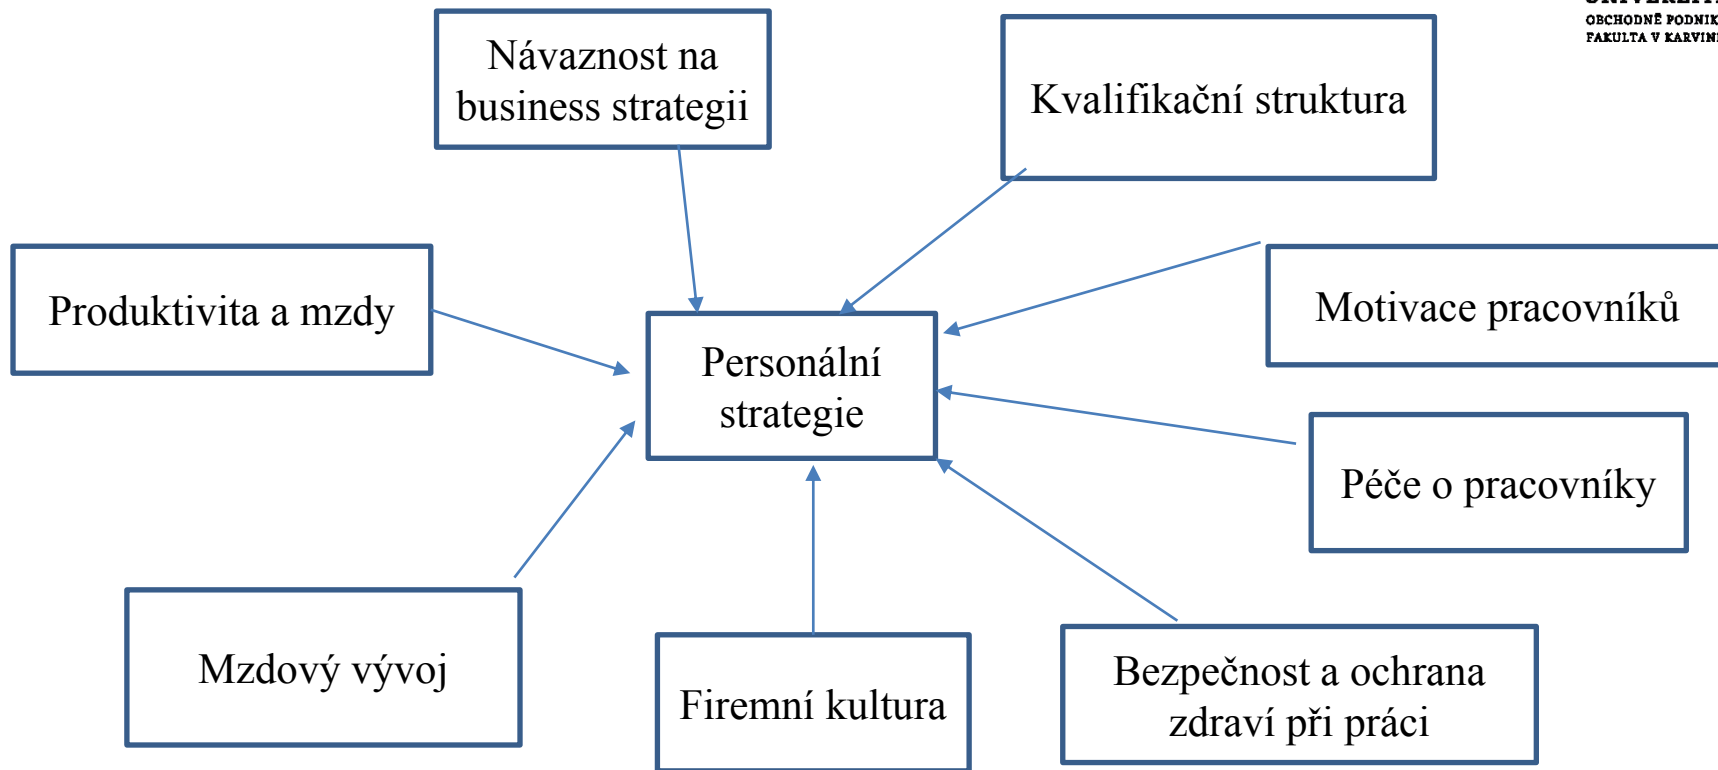 OBCHODNĚ PODNIK
FAKULTA V KARVIN
Návaznost na
business strategii
Kvalifikační struktura
Produktivita a mzdy
Motivace pracovníků
Personální
strategie
Péče o pracovníky
Mzdový vývoj
Firemní kultura
Bezpečnost a ochrana
zdraví při práci